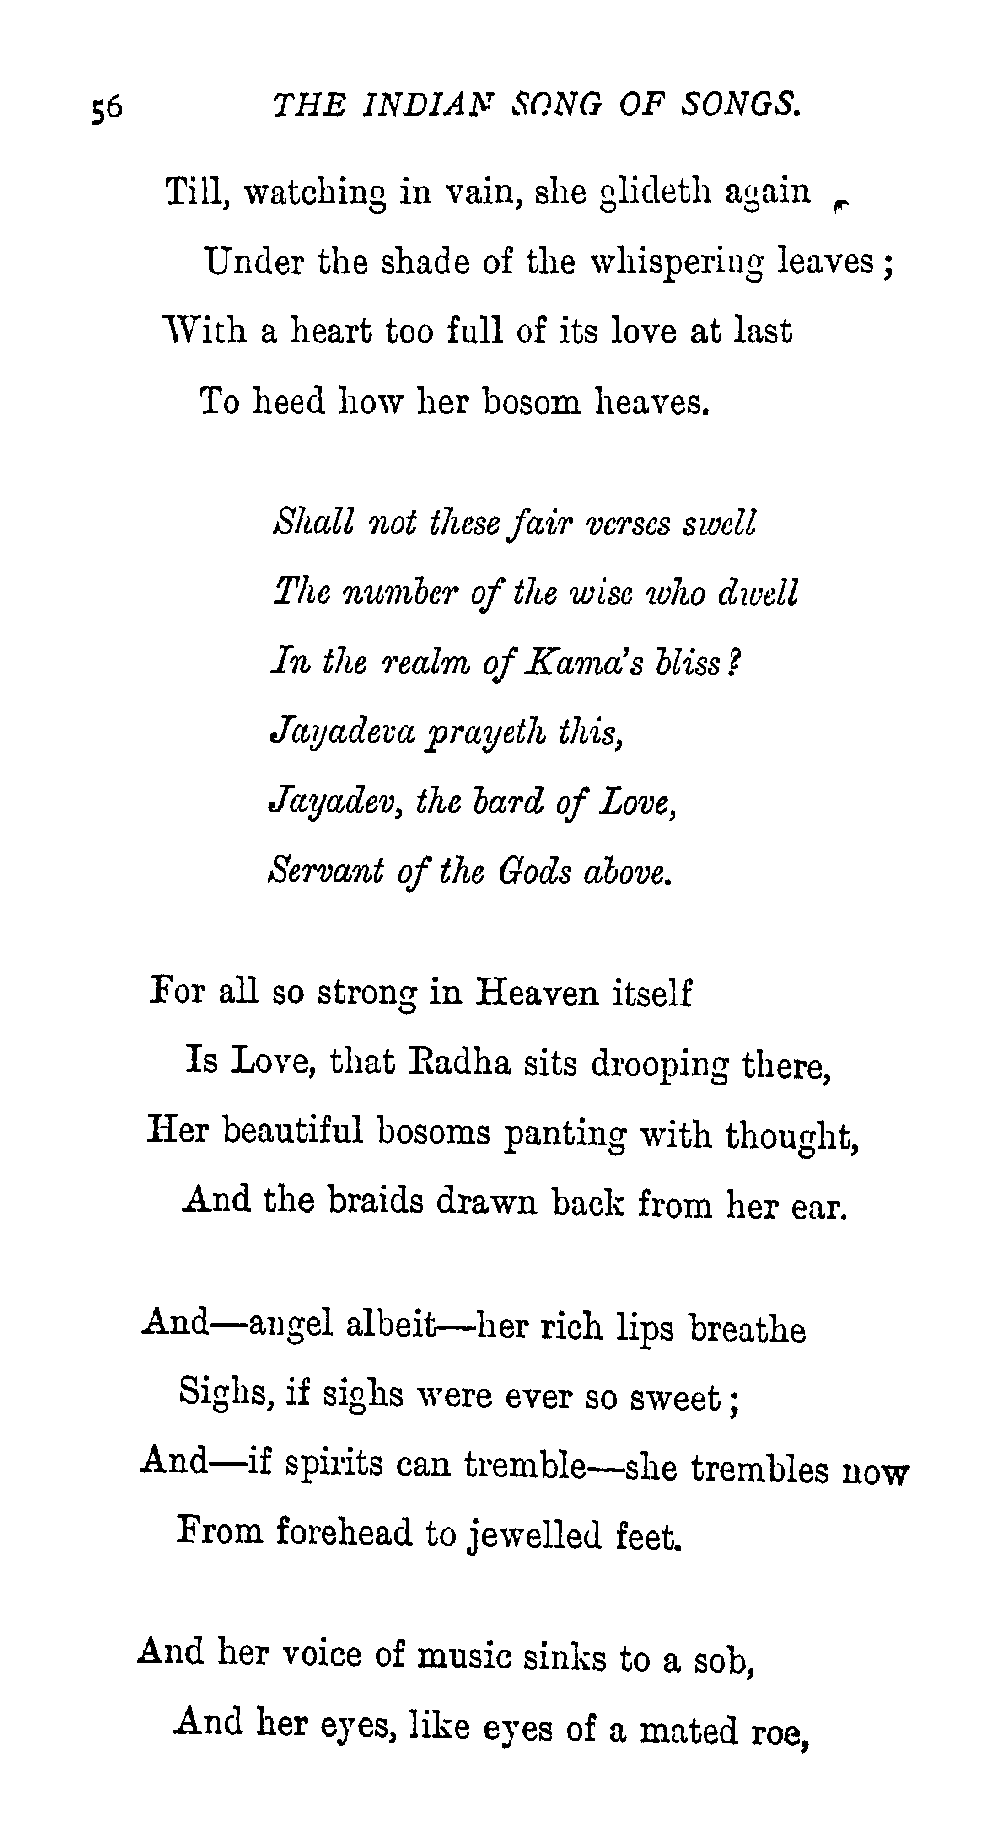 56 THE INDIAN SONG OF SONGS.
Till, watching in vain, she glideth again
Under the shade of the whispering leaves;
With a heart too full of its love at last
To heed how her bosom heaves.
Shall not these fair verses swell
The number of the wise who dwell
In the realm of Kama's bliss?
Jayadeva prayeth this,
Jayadev, the bard of Love,
Servant of the Gods above.
For all so strong in Heaven itself
Is Love, that Radha sits drooping there,
Her beautiful bosoms panting with thought,
And the braids drawn back from her ear.
And—angel albeit—her rich lips breathe
Sighs, if sighs were ever so sweet;
And—if spirits can tremble—she trembles now
From forehead to jewelled feet.
And her voice of music sinks to a sob,
And her eyes, like eyes of a mated roe,